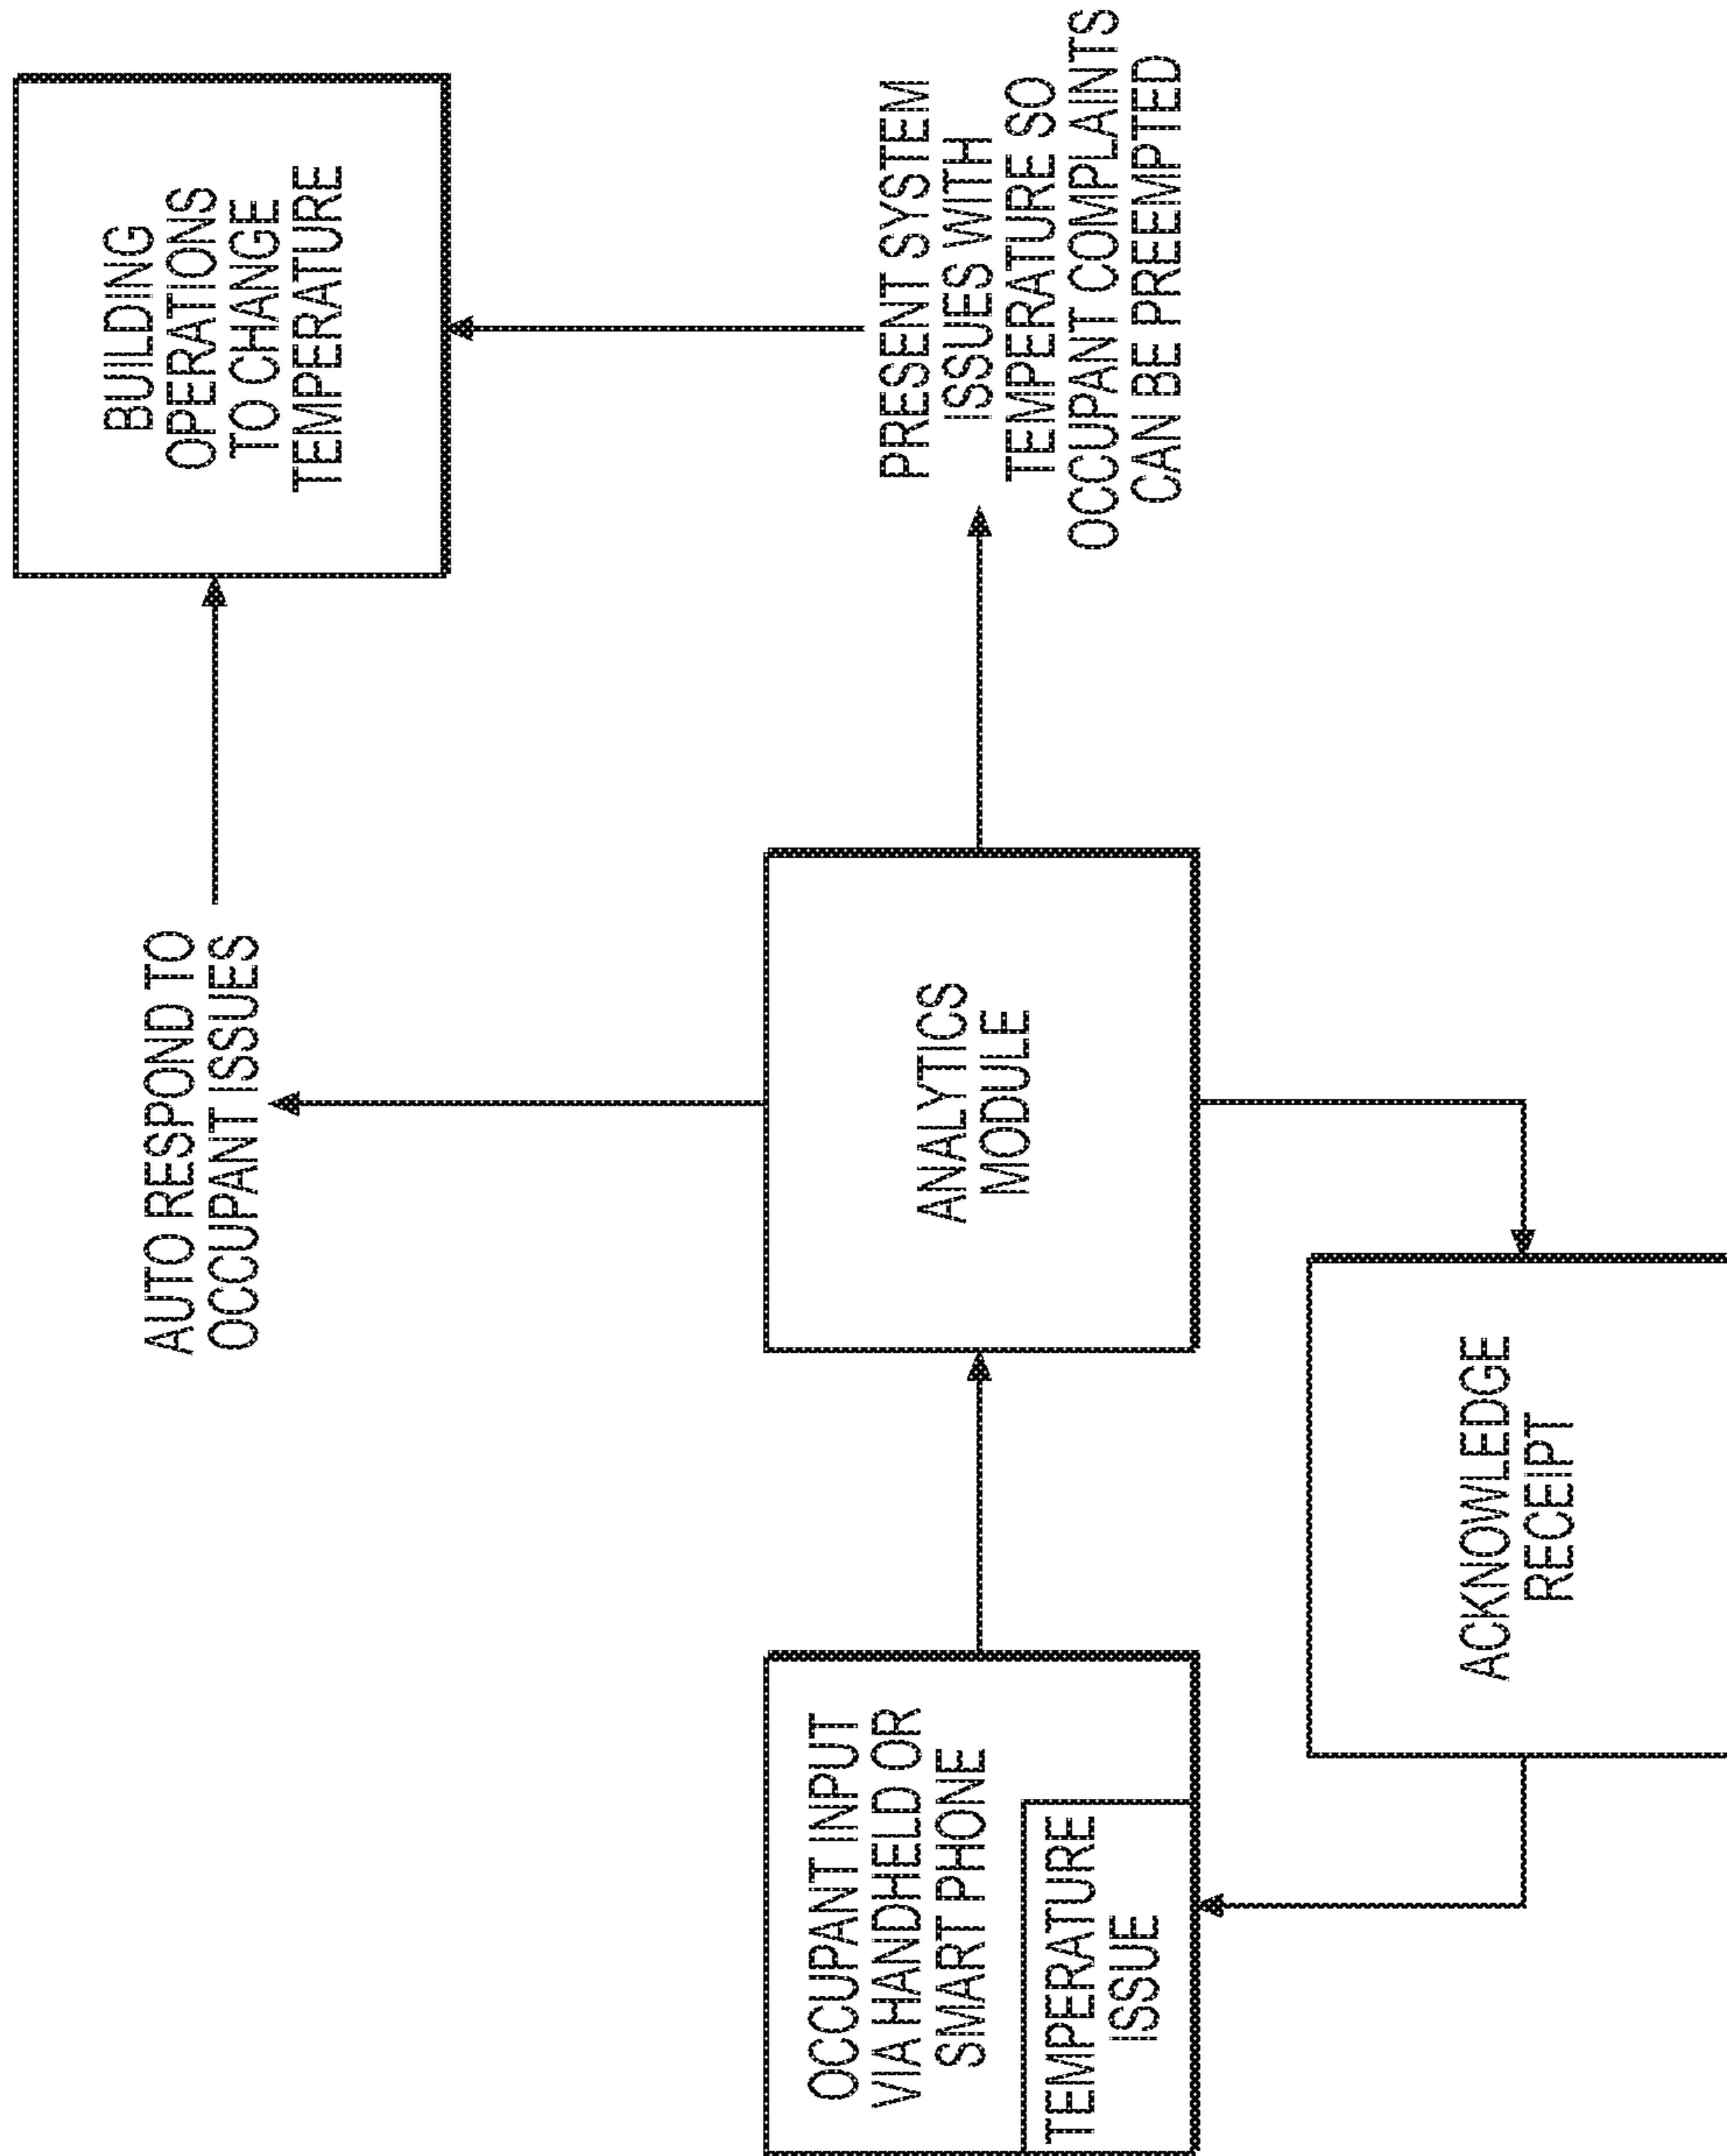 AUTO RESPOND TO
OCCUPANT ISSUES
BUILDING
OPERATIONS
TO CHANGE
TEMPERATURE
OCCUPANT INPUT
VIA HANDHELD OR
SMART PHONE
TEMPERATURE
ISSUE
ANALYTICS
MODULE
PRESENT SYSTEM
ISSUES WITH
TEMPERATURE SO
OCCUPANT COMPLAINTS
CAN BE PREEMPTED
ACKNOWLEDGE
RECEIPT